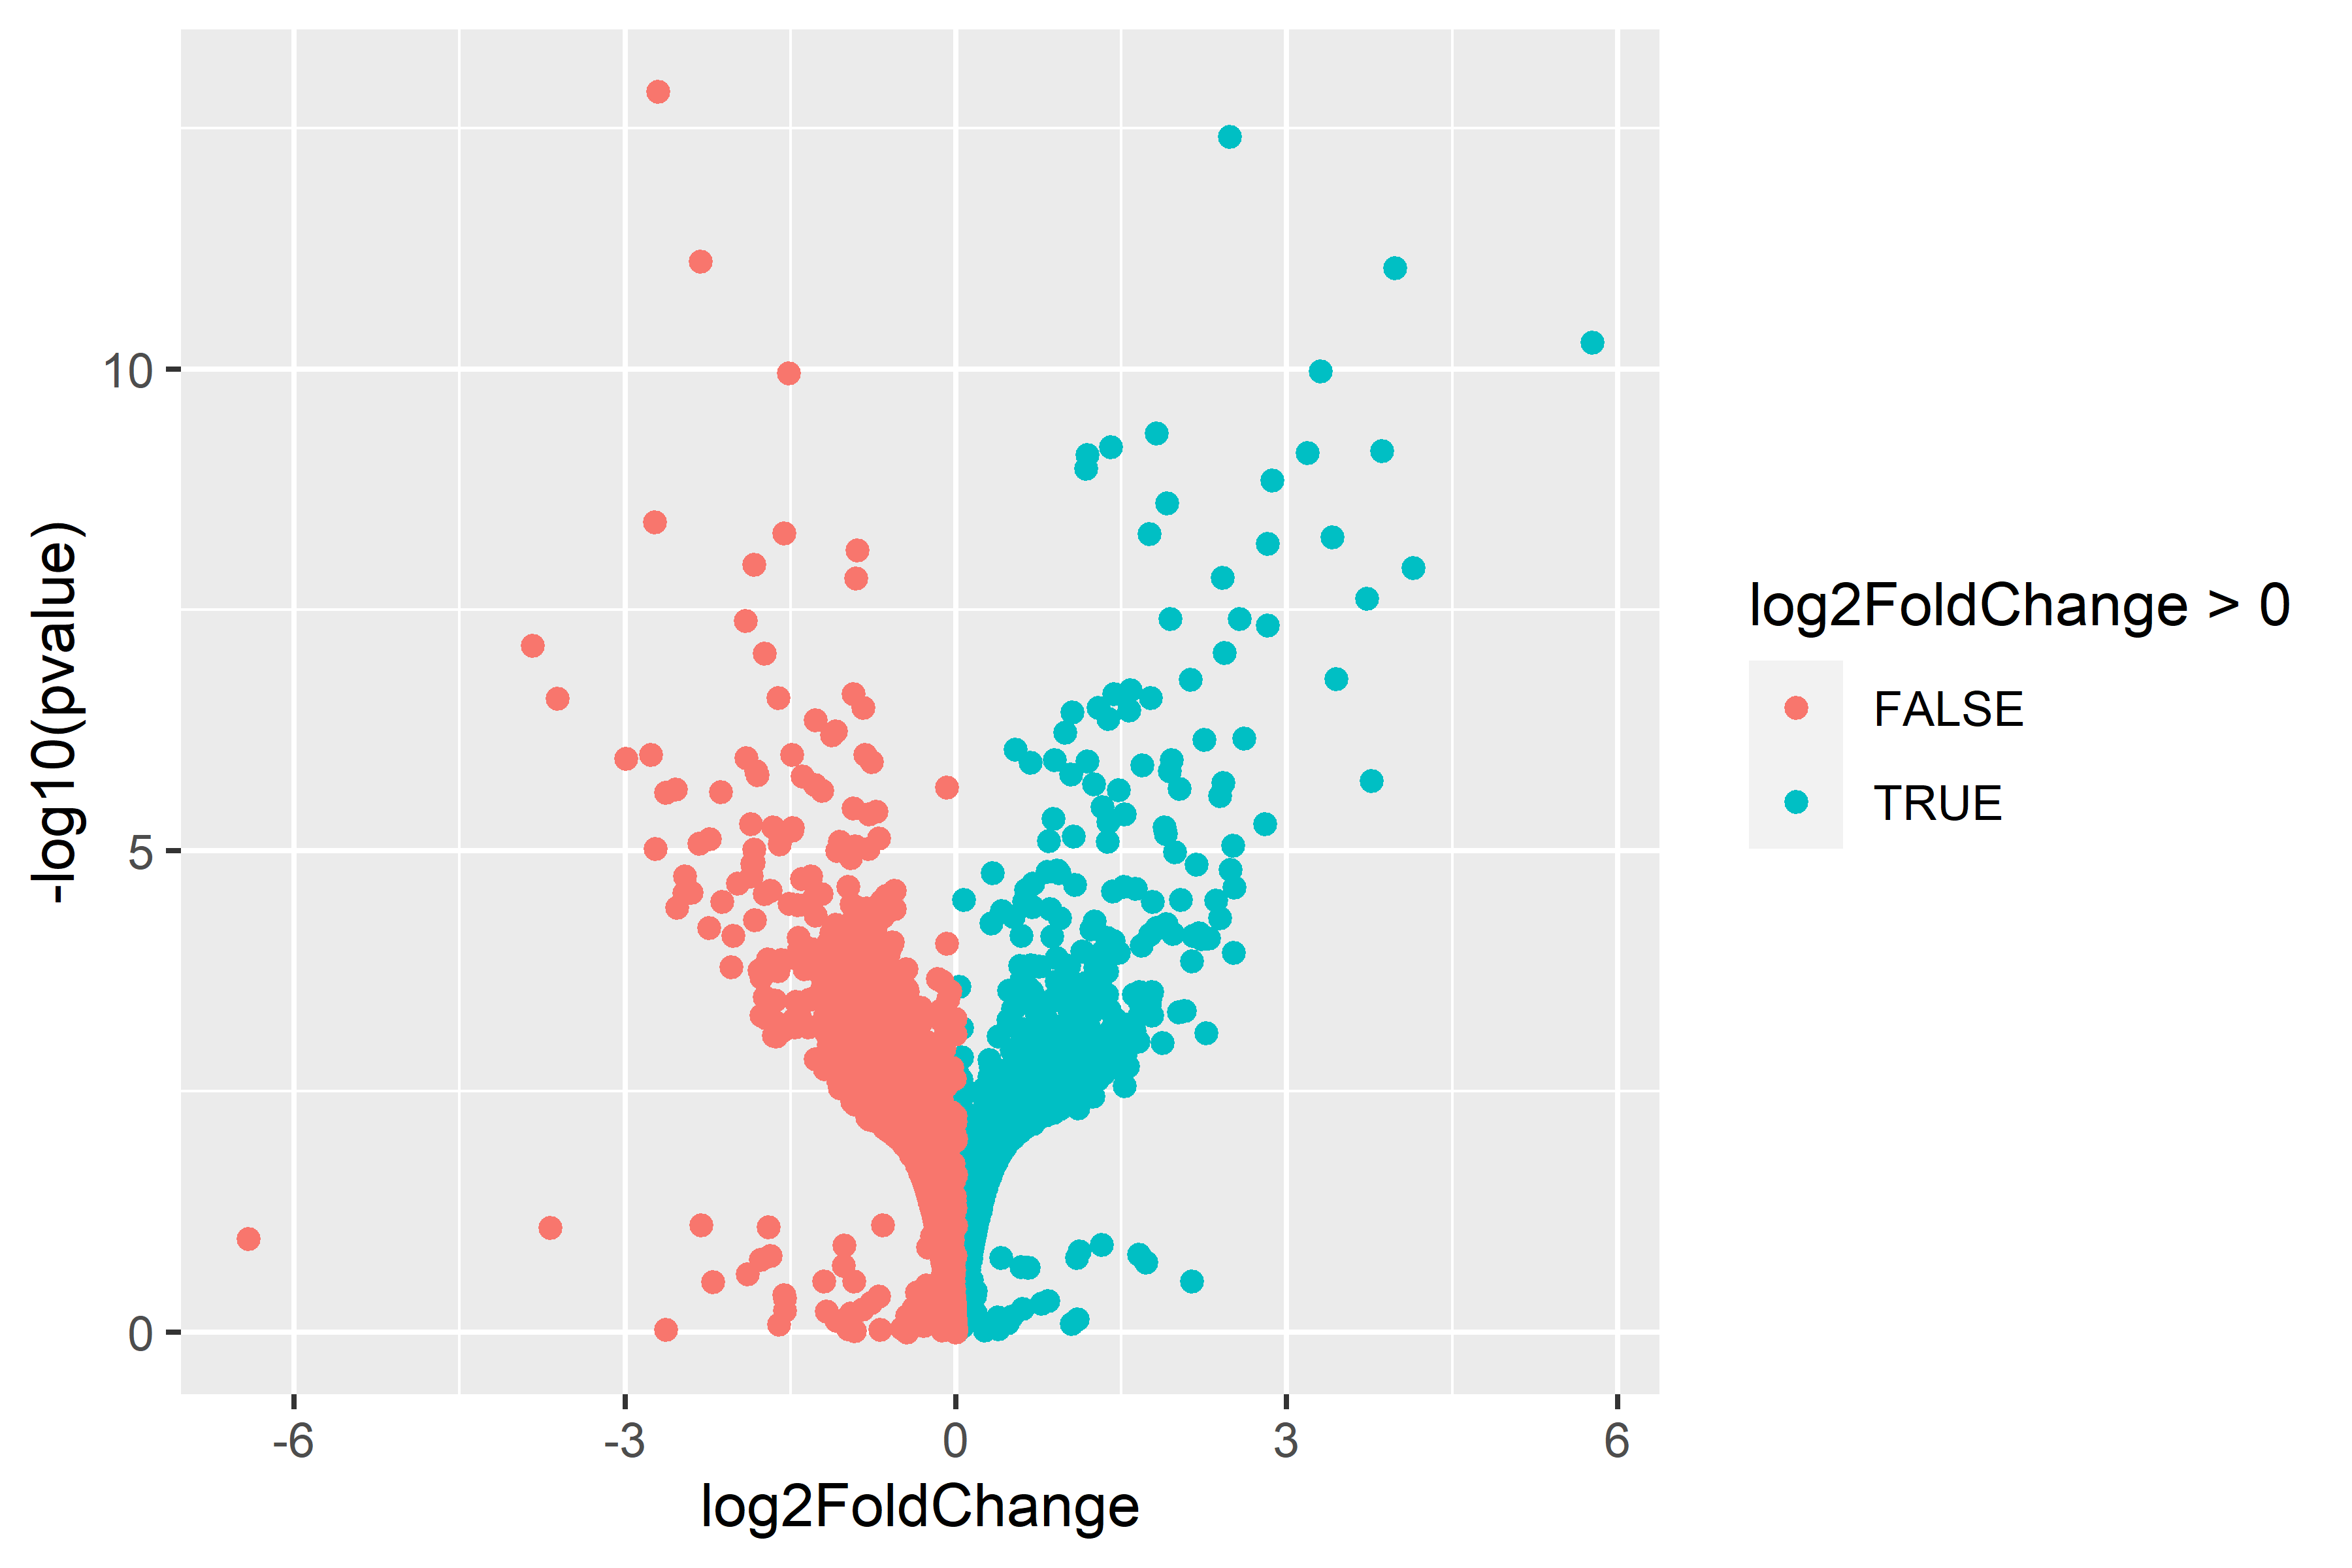 10
5
0
-log10(pvalue)
-6 -3 0 3 6
log2FoldChange
log2FoldChange > 0
FALSE
TRUE